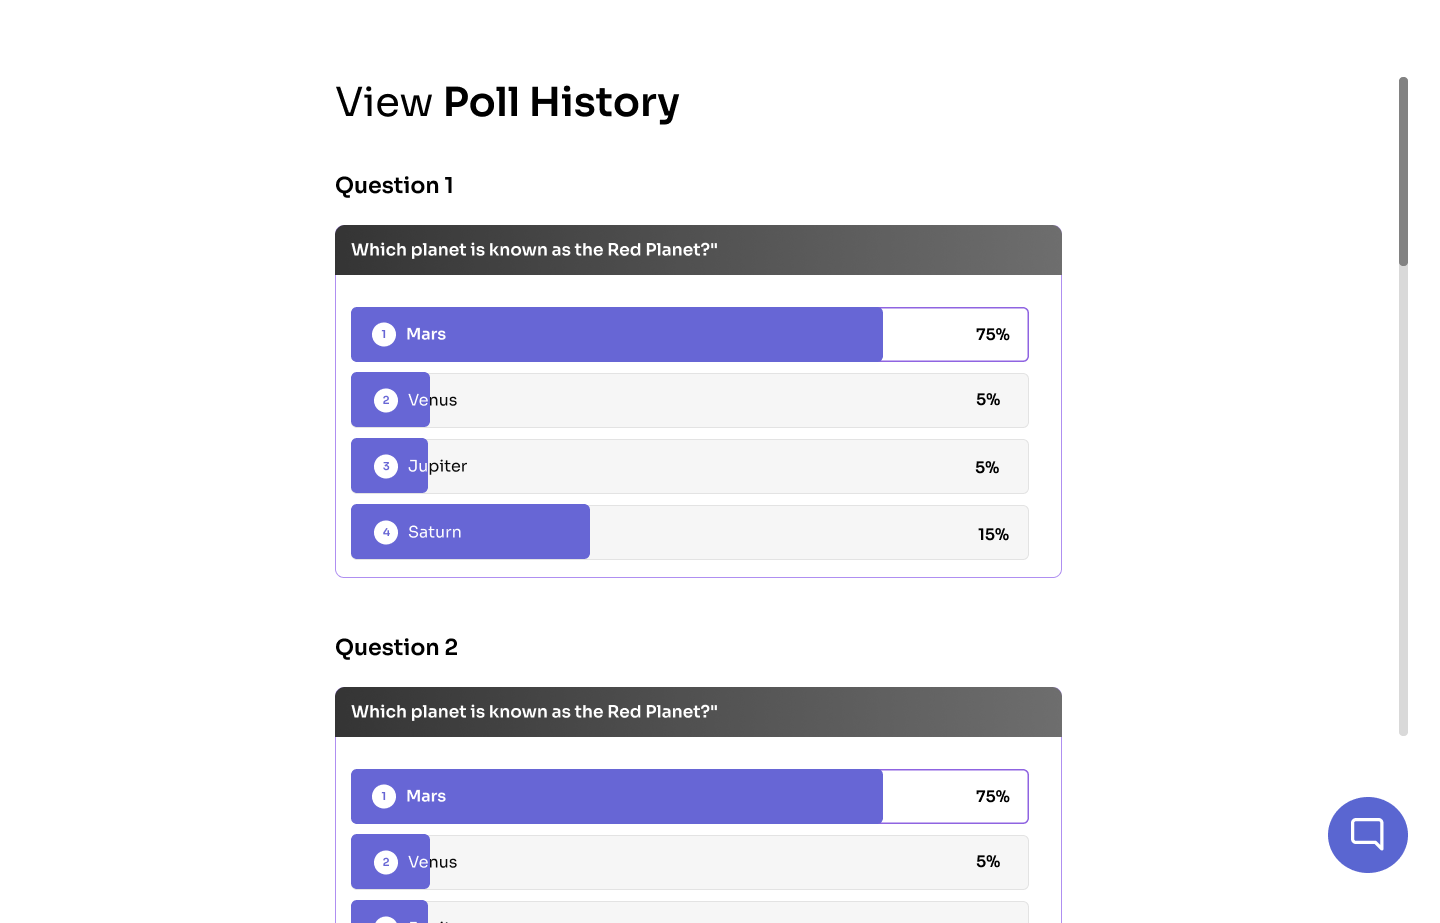 View Poll History
Question 1
Which planet is known as the Red Planet?"
1 Mars 75%
2 Venus 5%
3 Jupiter 5%
4 Saturn 15%
Question 2
Which planet is known as the Red Planet?"
1 Mars 75%
2 Venus 5%